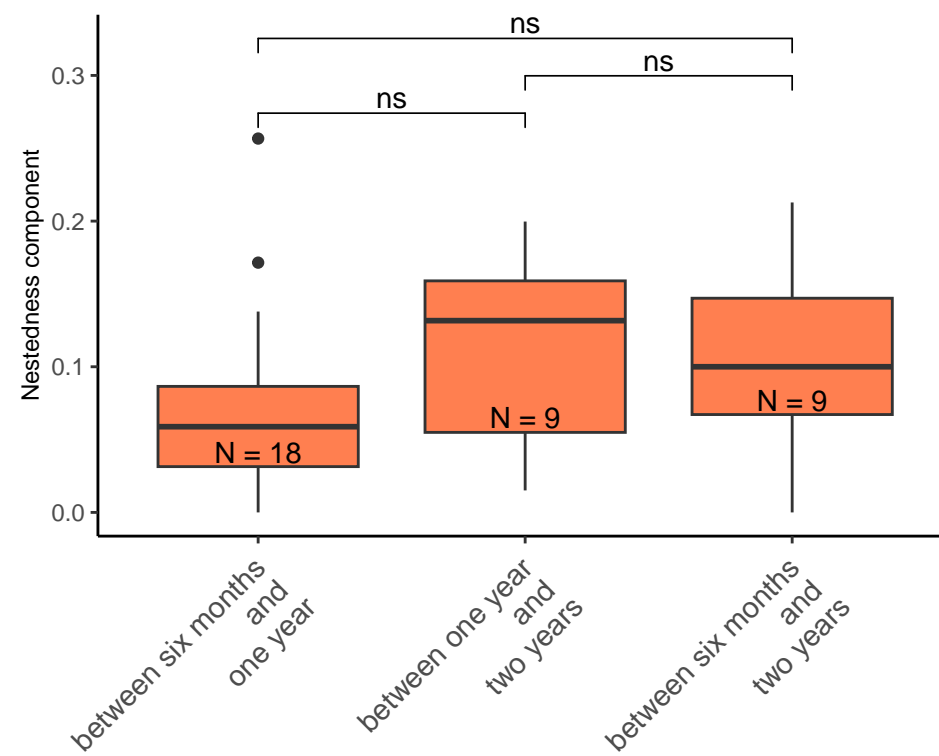 ns
ns
ns
Nestedness component
0.3
0.2
0.1
0.0
N = 18
N = 9
N = 9
between six months
and
one year
between one year
and
two years
between six months
and
two years